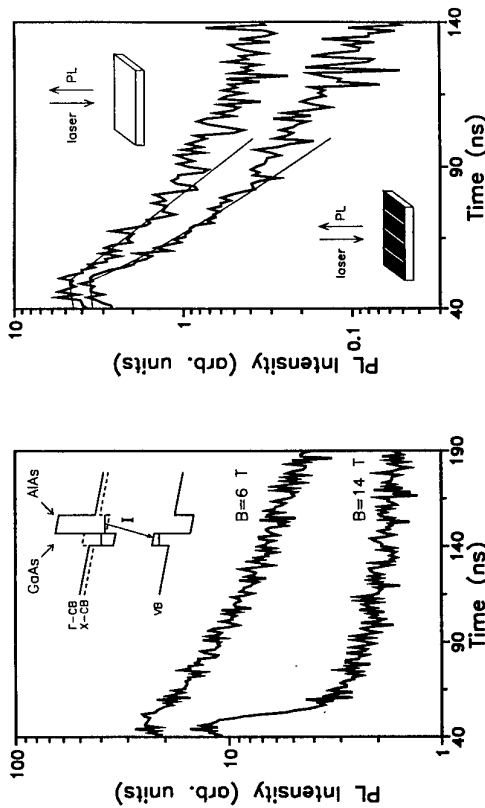 100
10
1
PL Intensity (arb. units)
40
90
140
190
Time (ns)
GaAs
AlAs
Γ-CB
X-CB
VB
I
B=6 T
B=14 T
10
1
0.1
PL Intensity (arb. units)
40
90
140
Time (ns)
laser
PL
laser
PL